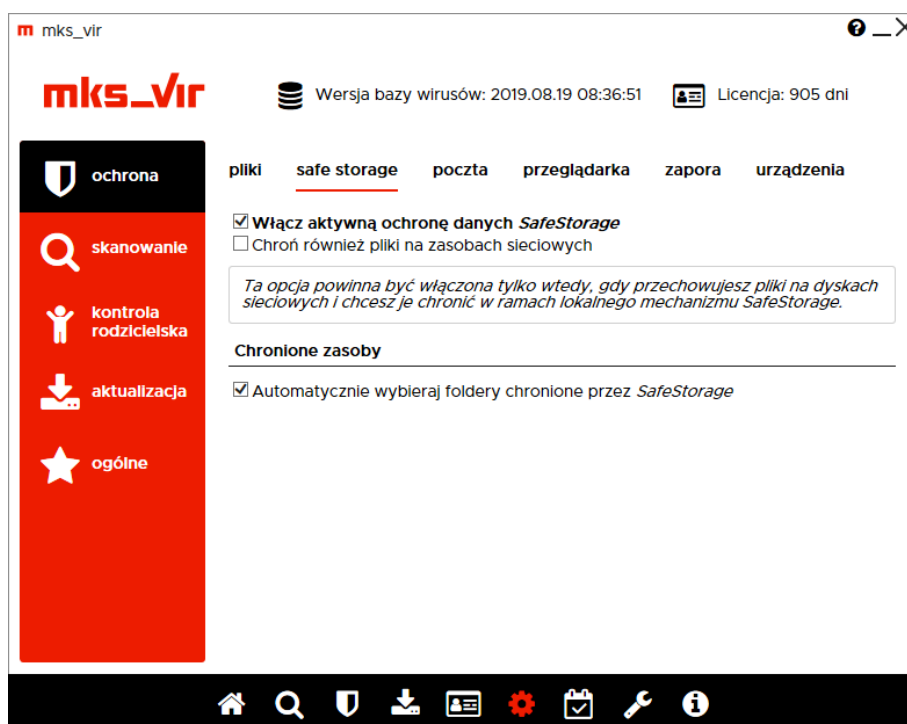 mks_vir
mks_vir
Wersja bazy wirusów: 2019.08.19 08:36:51
Licencja: 905 dni
ochrona
skanowanie
kontrola
rodzicielska
aktualizacja
ogólne
pliki safe storage poczta przeglądarka zapora urządzenia
Włącz aktywną ochronę danych SafeStorage
Chroń również pliki na zasobach sieciowych
Ta opcja powinna być włączona tylko wtedy, gdy przechowujesz pliki na dyskach
sieciowych i chcesz je chronić w ramach lokalnego mechanizmu SafeStorage.
Chronione zasoby
Automatycznie wybieraj foldery chronione przez SafeStorage